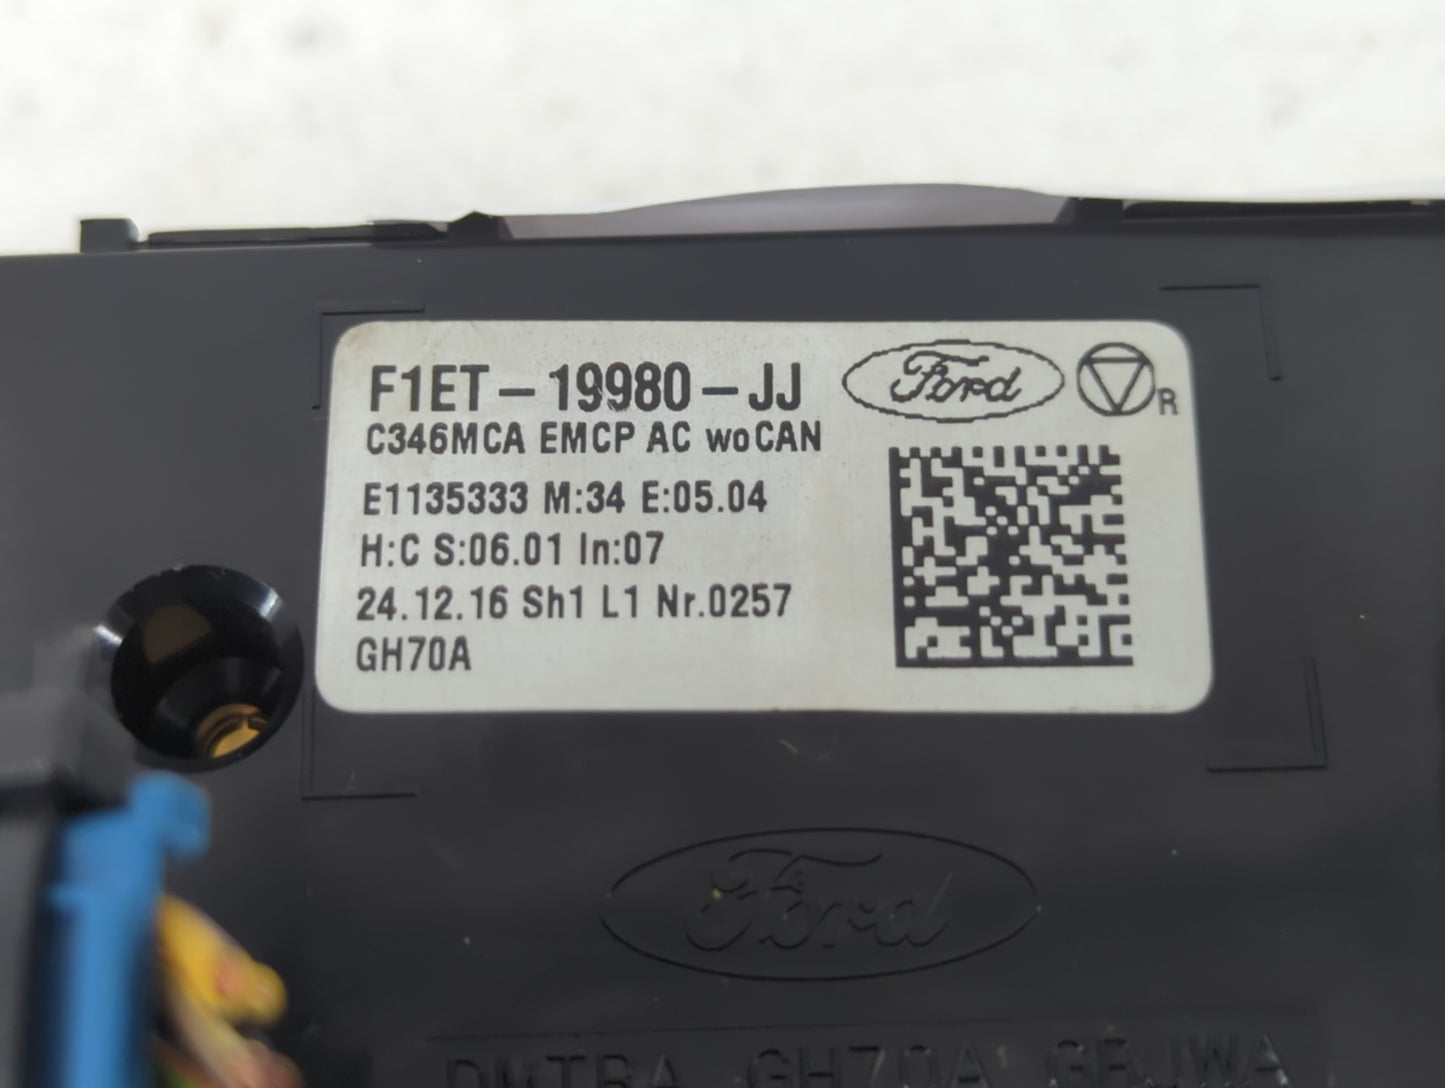 F1ET-19980-JJ Ford R
C346MCA EMCP AC woCAN
E1135333 M:34 E:05.04
H:C S:06.01 In:07
24.12.16 Sh1 L1 Nr.0257
GH70A
Ford
GH70A